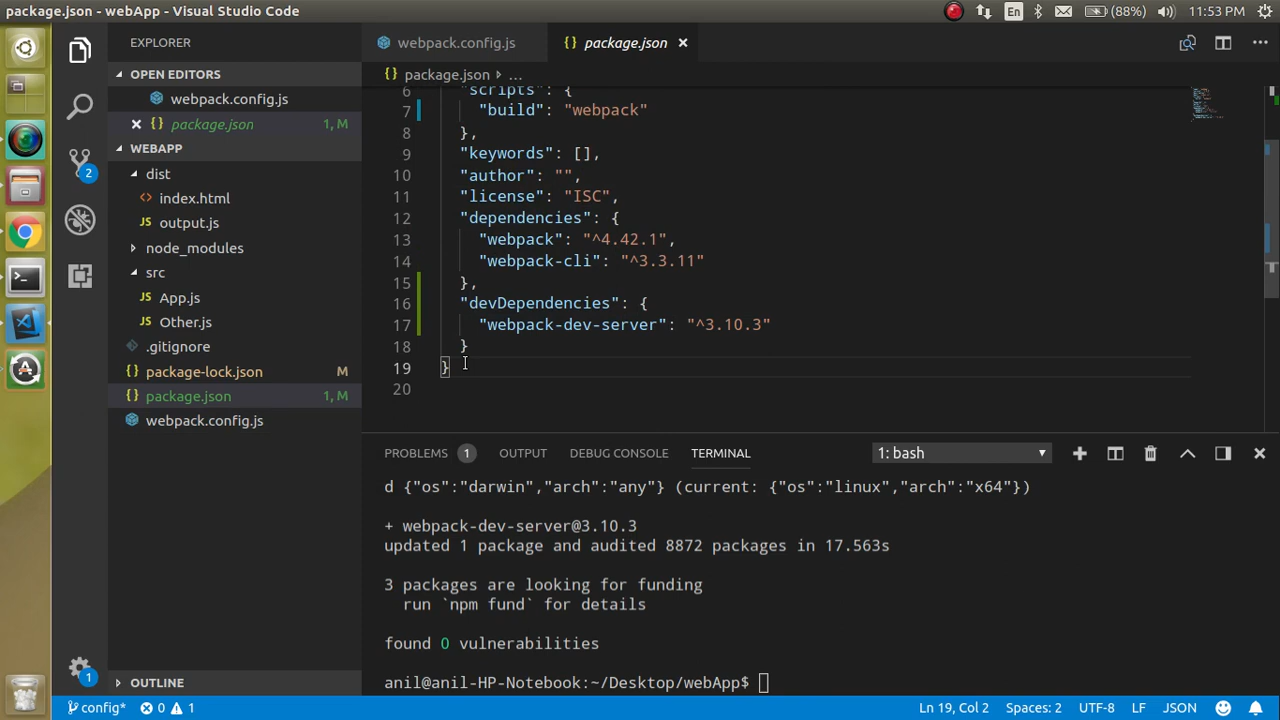 package.json - webApp - Visual Studio Code
En
(88%)
11:53 PM
EXPLORER
OPEN EDITORS
webpack.config.js
package.json 1, M
WEBAPP
dist
index.html
JS output.js
node_modules
src
JS App.js
JS Other.js
.gitignore
{} package-lock.json M
{} package.json 1, M
webpack.config.js
OUTLINE
2
1
webpack.config.js
{} package.json
{} package.json › ...
6 "scripts": {
7 "build": "webpack"
8 },
9 "keywords": [],
10 "author": "",
11 "license": "ISC",
12 "dependencies": {
13 "webpack": "^4.42.1",
14 "webpack-cli": "^3.3.11"
15 },
16 "devDependencies": {
17 "webpack-dev-server": "^3.10.3"
18 }
19 }
20
PROBLEMS 1 OUTPUT DEBUG CONSOLE TERMINAL 1: bash
d {"os":"darwin","arch":"any"} (current: {"os":"linux","arch":"x64"})
+ webpack-dev-server@3.10.3
updated 1 package and audited 8872 packages in 17.563s
3 packages are looking for funding
run `npm fund` for details
found 0 vulnerabilities
anil@anil-HP-Notebook:~/Desktop/webApp$
config* 0 1
Ln 19, Col 2 Spaces: 2 UTF-8 LF JSON